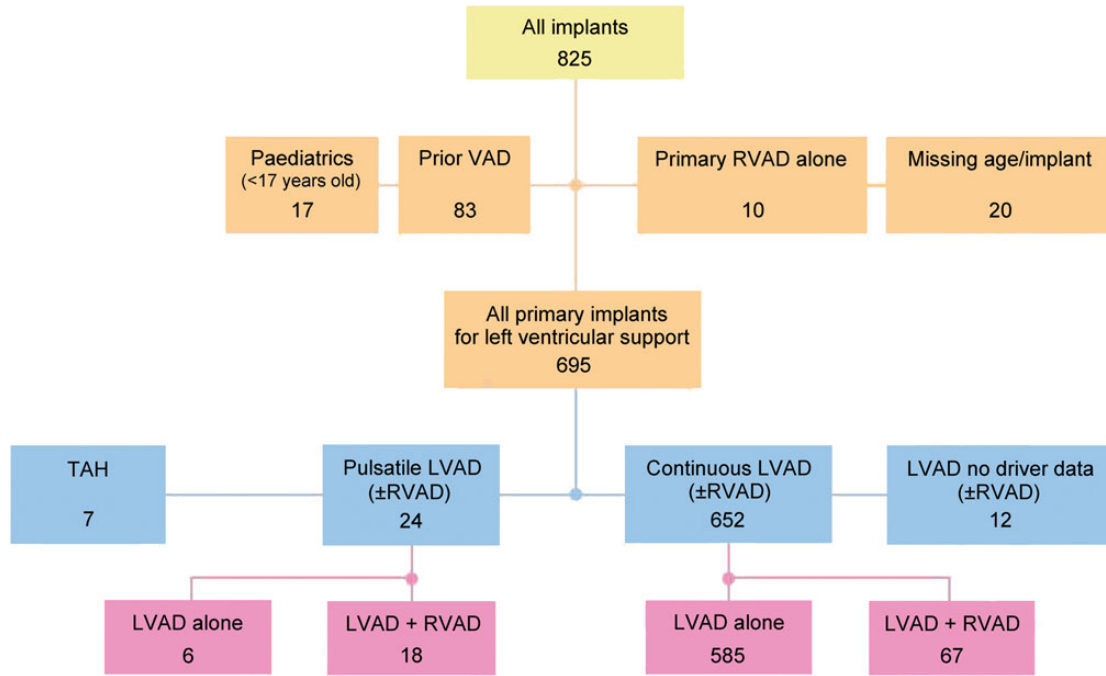 All implants
825
Paediatrics
(<17 years old)
17
Prior VAD
83
Primary RVAD alone
10
Missing age/implant
20
All primary implants
for left ventricular support
695
TAH
7
Pulsatile LVAD
(±RVAD)
24
Continuous LVAD
(±RVAD)
652
LVAD no driver data
(±RVAD)
12
LVAD alone
6
LVAD + RVAD
18
LVAD alone
585
LVAD + RVAD
67